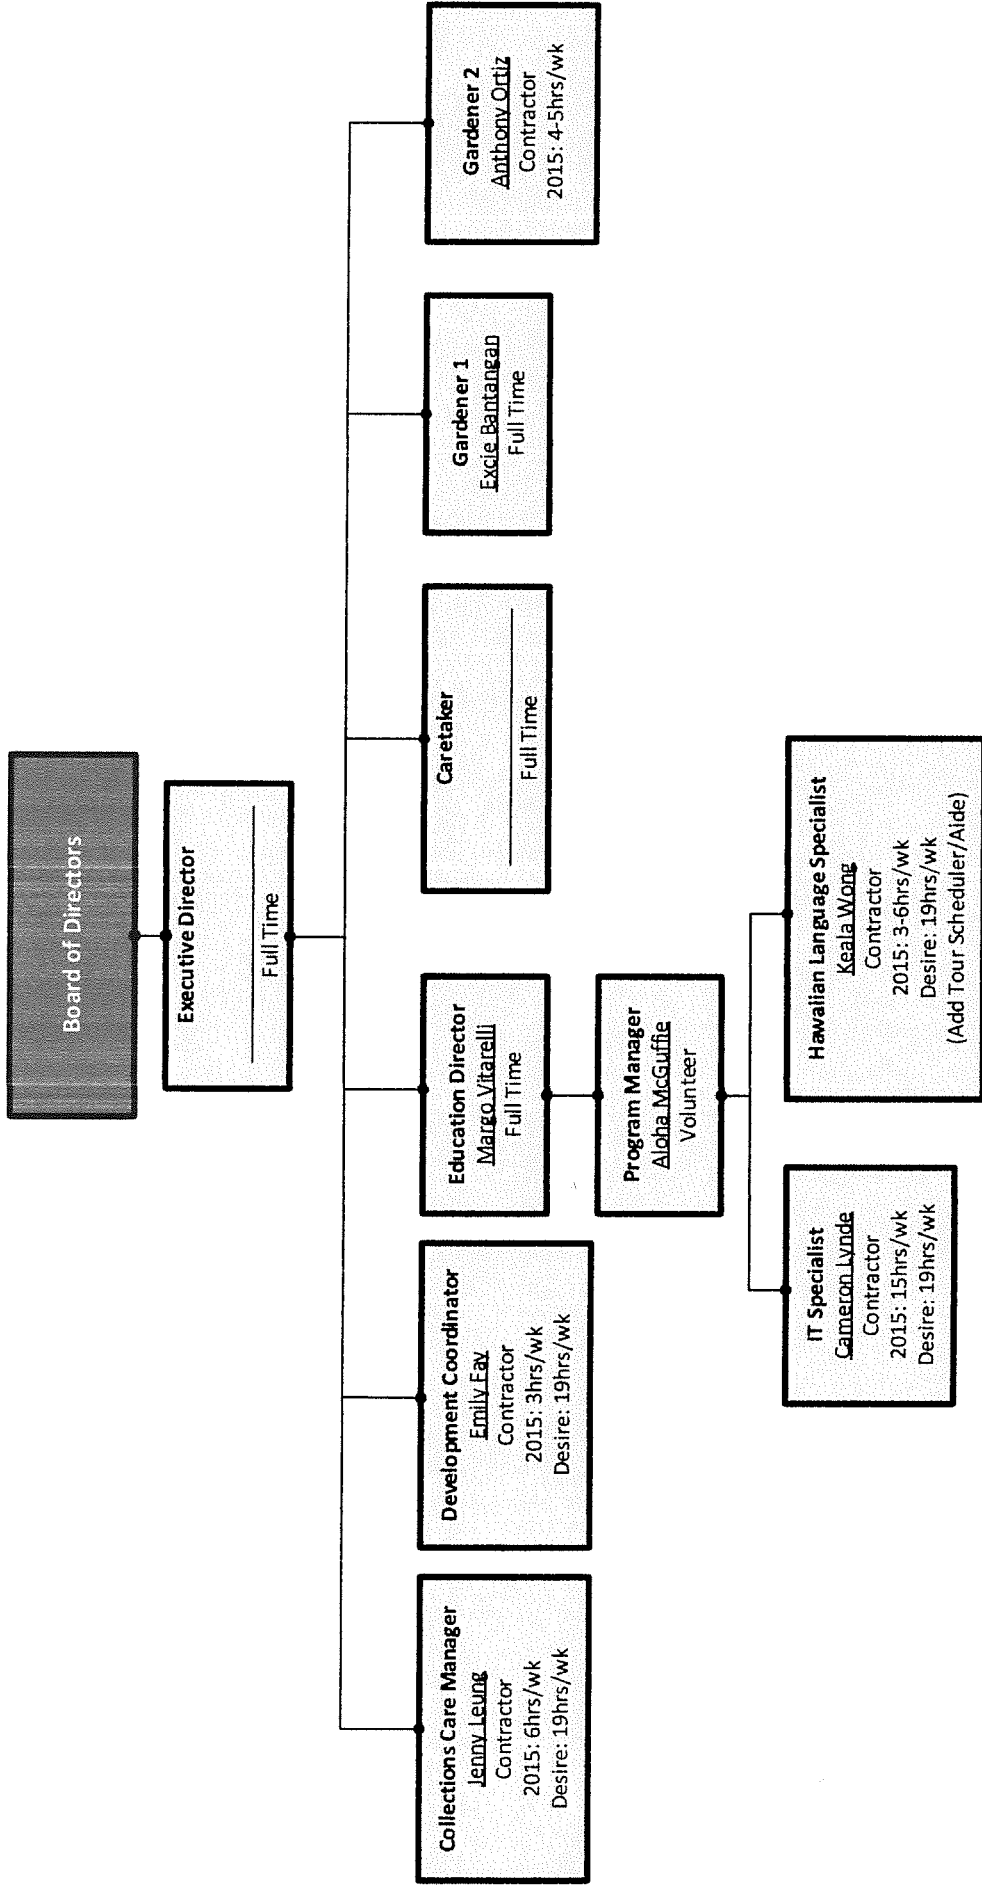 Board of Directors
Executive Director
Full Time
Collections Care Manager
Jenny Leung
Contractor
2015: 6hrs/wk
Desire: 19hrs/wk
Development Coordinator
Emily Fay
Contractor
2015: 3hrs/wk
Desire: 19hrs/wk
Education Director
Margo Vitarelli
Full Time
Caretaker
Full Time
Gardener 1
Excie Bantangan
Full Time
Gardener 2
Anthony Ortiz
Contractor
2015: 4-5hrs/wk
Program Manager
Aloha McGuffie
Volunteer
IT Specialist
Cameron Lynde
Contractor
2015: 15hrs/wk
Desire: 19hrs/wk
Hawaiian Language Specialist
Keala Wong
Contractor
2015: 3-6hrs/wk
Desire: 19hrs/wk
(Add Tour Scheduler/Aide)